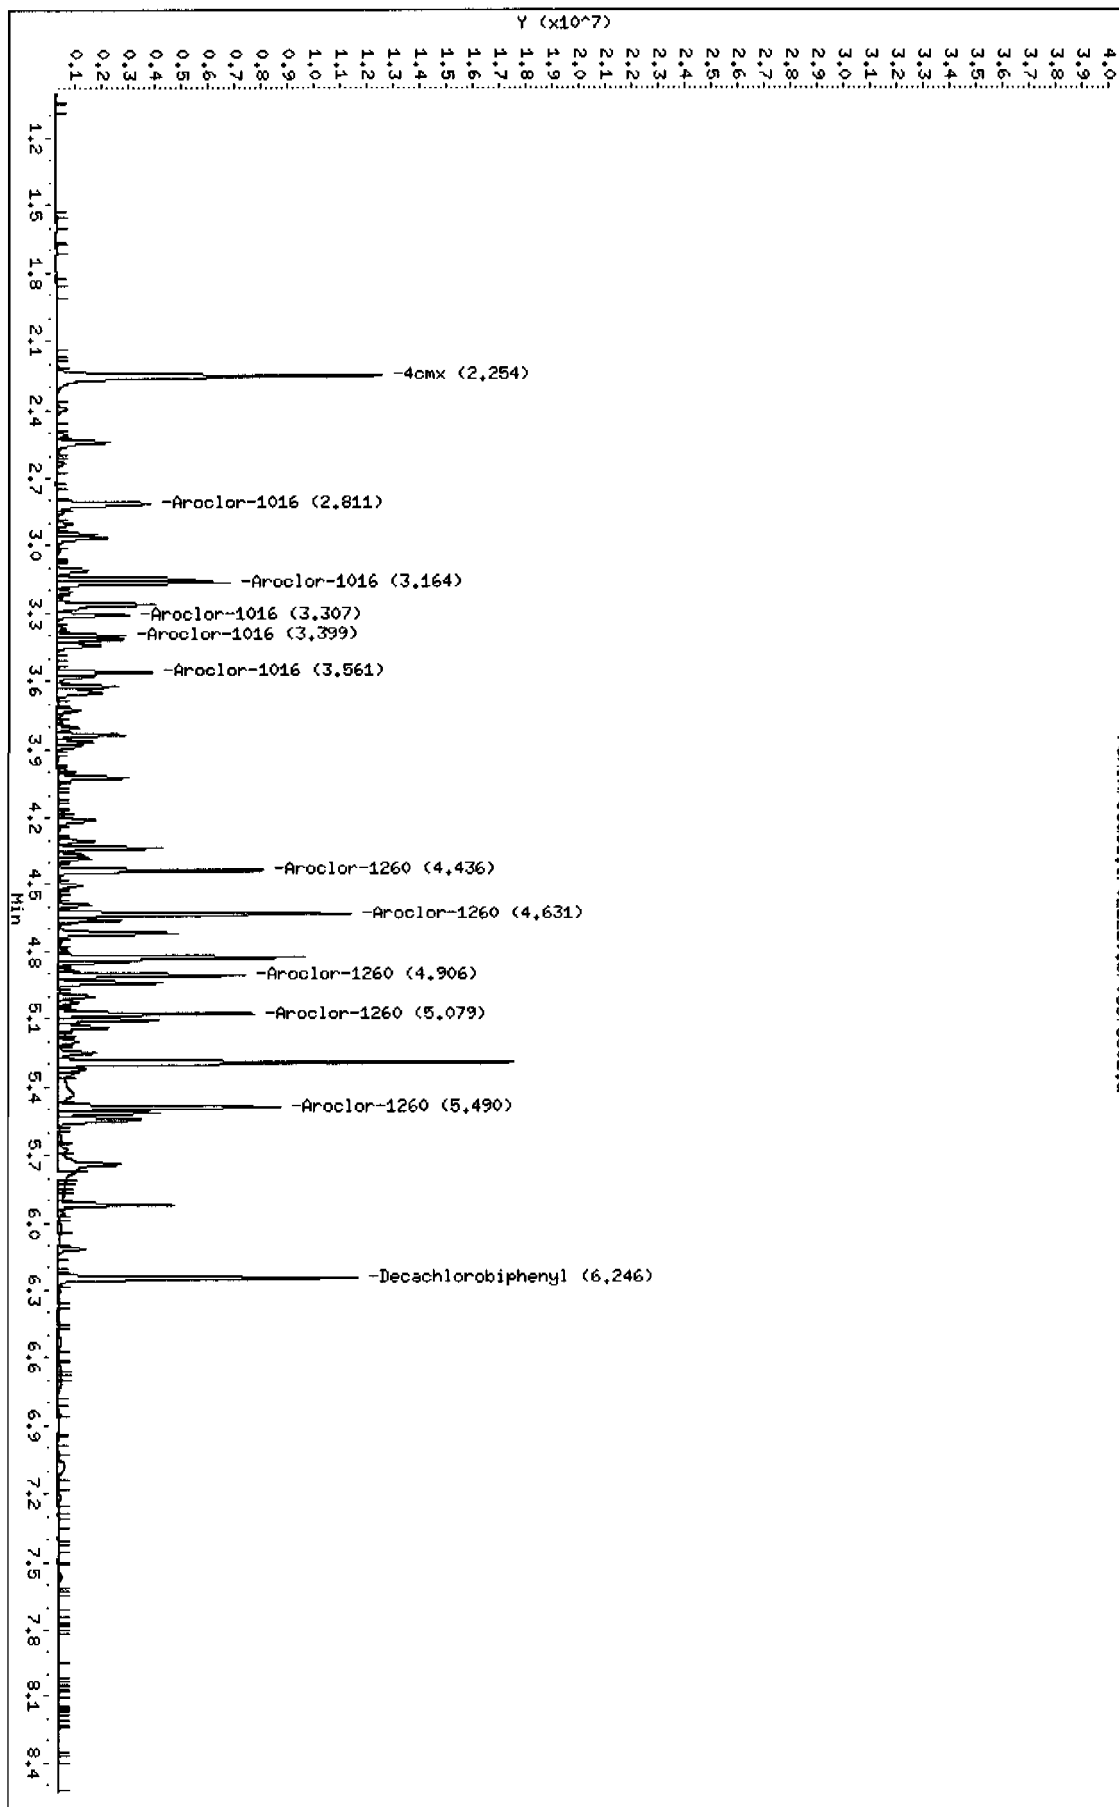 Y (x10^7)
4.0
3.9
3.8
3.7
3.6
3.5
3.4
3.3
3.2
3.1
3.0
2.9
2.8
2.7
2.6
2.5
2.4
2.3
2.2
2.1
2.0
1.9
1.8
1.7
1.6
1.5
1.4
1.3
1.2
1.1
1.0
0.9
0.8
0.7
0.6
0.5
0.4
0.3
0.2
0.1
-4cmx (2.254)
-Aroclor-1016 (2.811)
-Aroclor-1016 (3.164)
-Aroclor-1016 (3.307)
-Aroclor-1016 (3.399)
-Aroclor-1016 (3.561)
-Aroclor-1260 (4.436)
-Aroclor-1260 (4.631)
-Aroclor-1260 (4.906)
-Aroclor-1260 (5.079)
-Aroclor-1260 (5.490)
-Decachlorobiphenyl (6.246)
1.2 1.5 1.8 2.1 2.4 2.7 3.0 3.3 3.6 3.9 4.2 4.5 4.8 5.1 5.4 5.7 6.0 6.3 6.6 6.9 7.2 7.5 7.8 8.1 8.4
Min